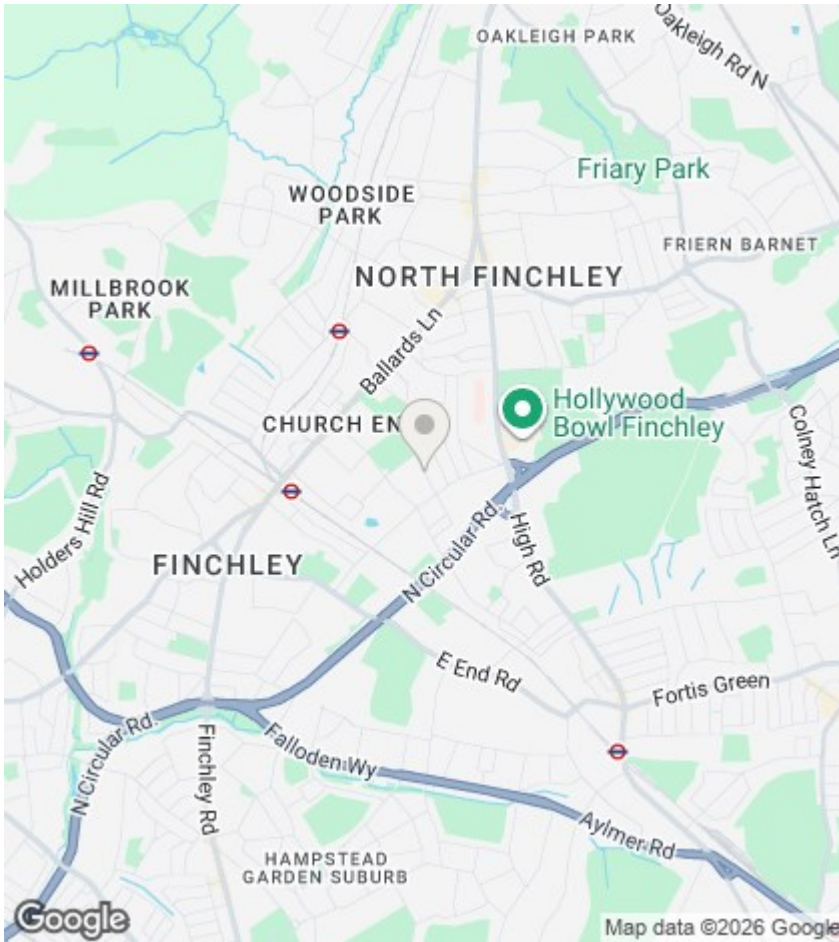 OAKLEIGH PARK
Oakleigh Rd N
Friary Park
WOODSIDE
PARK
FRIERN BARNET
NORTH FINCHLEY
MILLBROOK
PARK
Ballards Ln
Hollywood
Bowl Finchley
CHURCH EN
Colney Hatch Ln
Holders Hill Rd
N Circular Rd.
High Rd
FINCHLEY
E End Rd
Fortis Green
N Circular Rd.
Finchley Rd
Falloden Wy
Aylmer Rd
HAMPSTEAD
GARDEN SUBURB
Google
Map data ©2026 Google